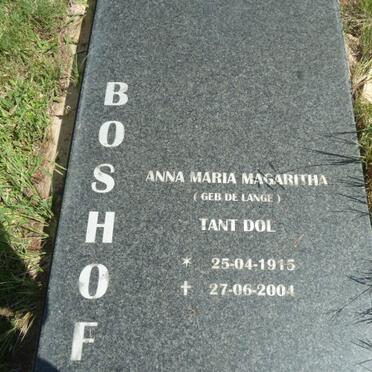 BOSHOF
ANNA MARIA MAGARITHA
( GEB DE LANGE )
TANT DOL
* 25-04-1915
✝ 27-06-2004